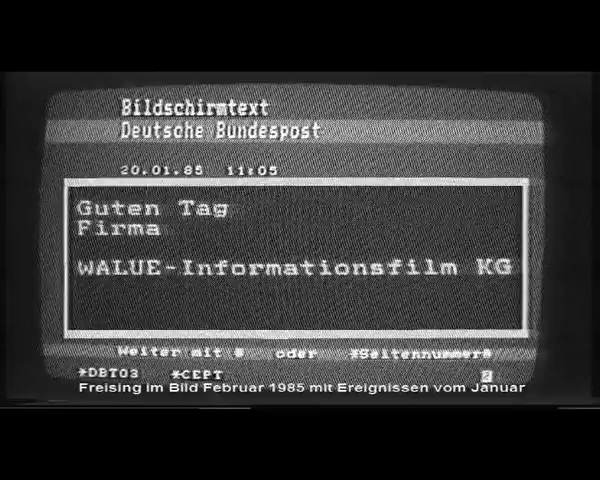 Bildschirmtext
Deutsche Bundespost
20.01.85 11:05
Guten Tag
Firma
WALUE-Informationsfilm KG
Weiter mit # oder *Seitennummer#
*DBT03 *CEPT 2
Freising im Bild Februar 1985 mit Ereignissen vom Januar